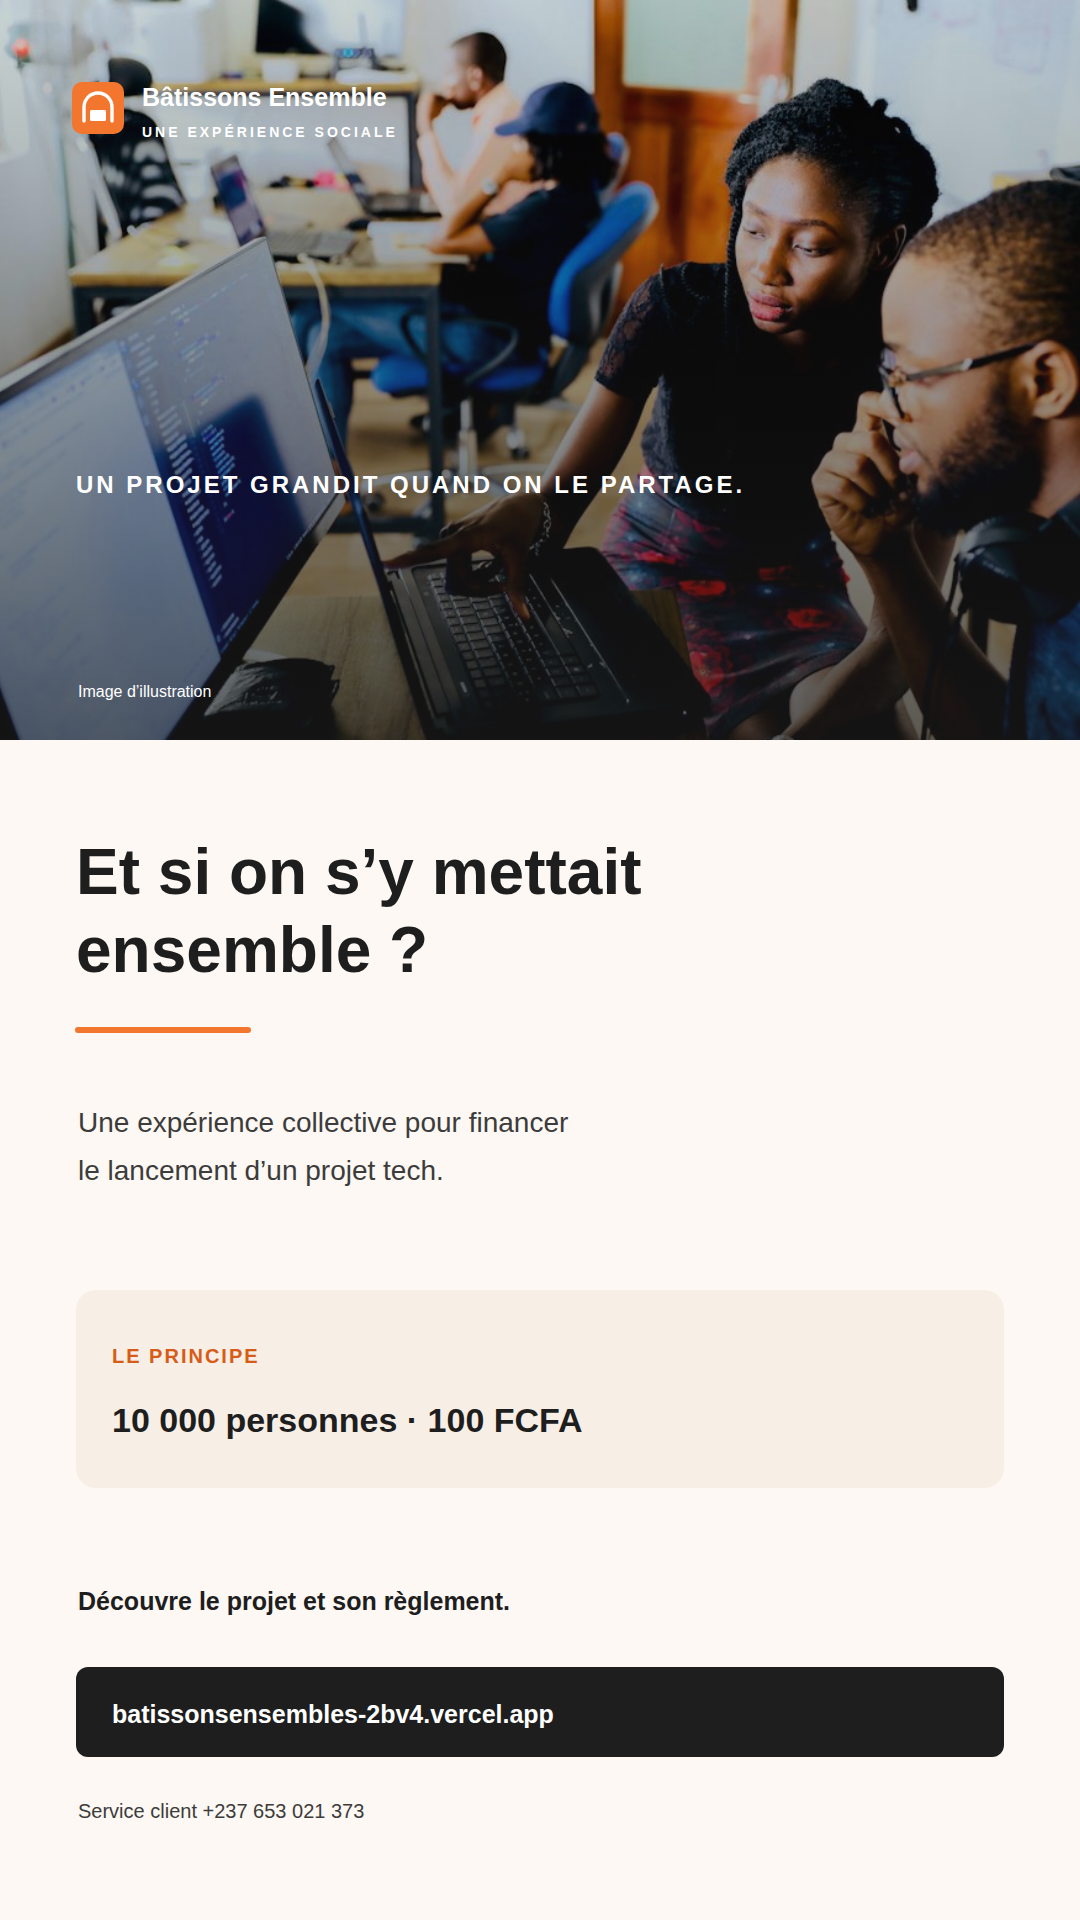 Bâtissons Ensemble
UNE EXPÉRIENCE SOCIALE
UN PROJET GRANDIT QUAND ON LE PARTAGE.
Image d’illustration
Et si on s’y mettait
ensemble ?
Une expérience collective pour financer
le lancement d’un projet tech.
LE PRINCIPE
10 000 personnes · 100 FCFA
Découvre le projet et son règlement.
batissonsensembles-2bv4.vercel.app
Service client +237 653 021 373